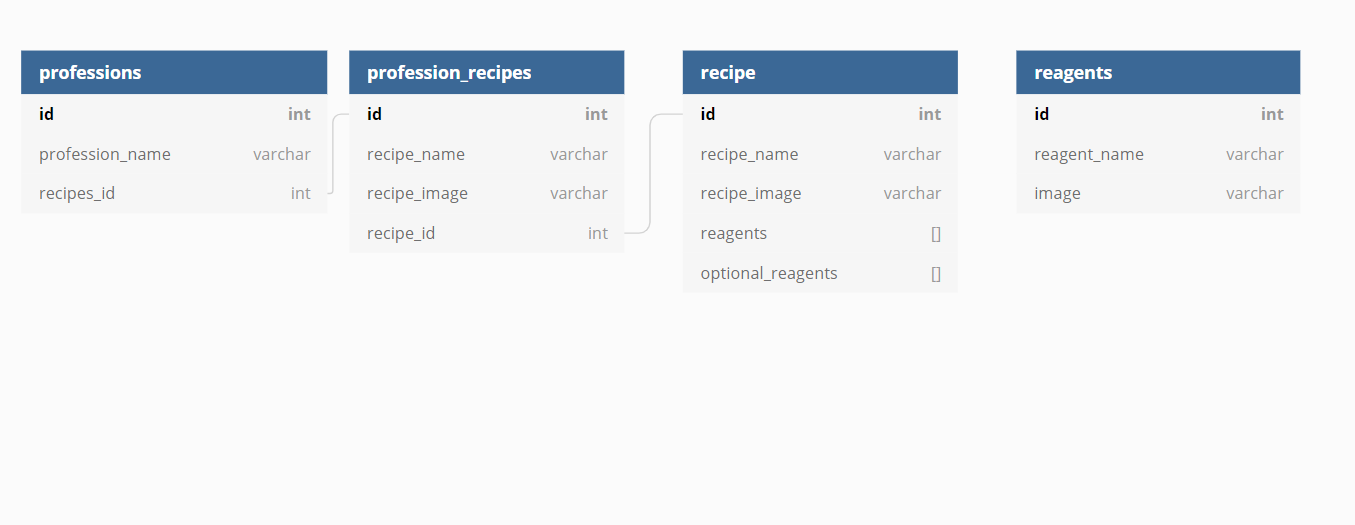 professions
id int
profession_name varchar
recipes_id int
profession_recipes
id int
recipe_name varchar
recipe_image varchar
recipe_id int
recipe
id int
recipe_name varchar
recipe_image varchar
reagents []
optional_reagents []
reagents
id int
reagent_name varchar
image varchar